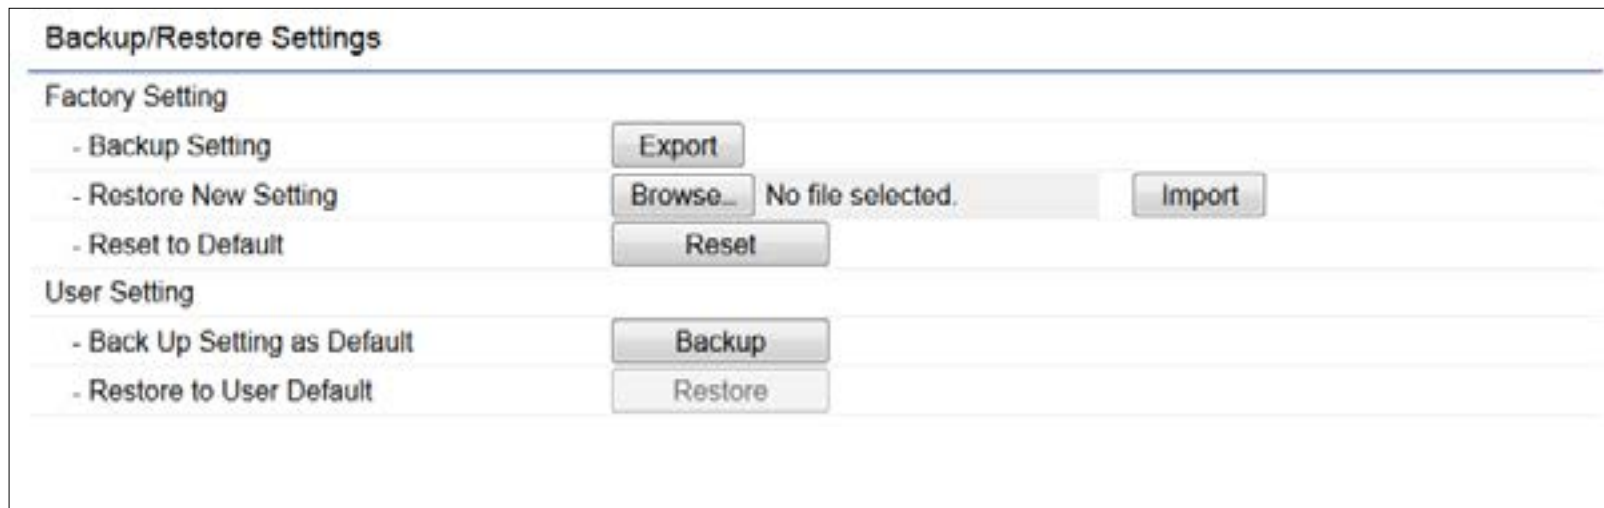 Backup/Restore Settings
Factory Setting
- Backup Setting Export
- Restore New Setting Browse... No file selected. Import
- Reset to Default Reset
User Setting
- Back Up Setting as Default Backup
- Restore to User Default Restore